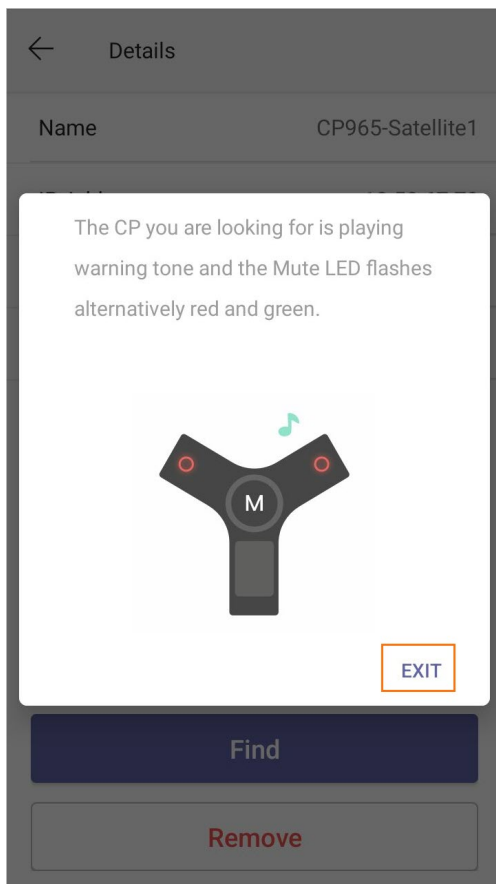 Details
Name CP965-Satellite1
The CP you are looking for is playing
warning tone and the Mute LED flashes
alternatively red and green.
M
EXIT
Find
Remove